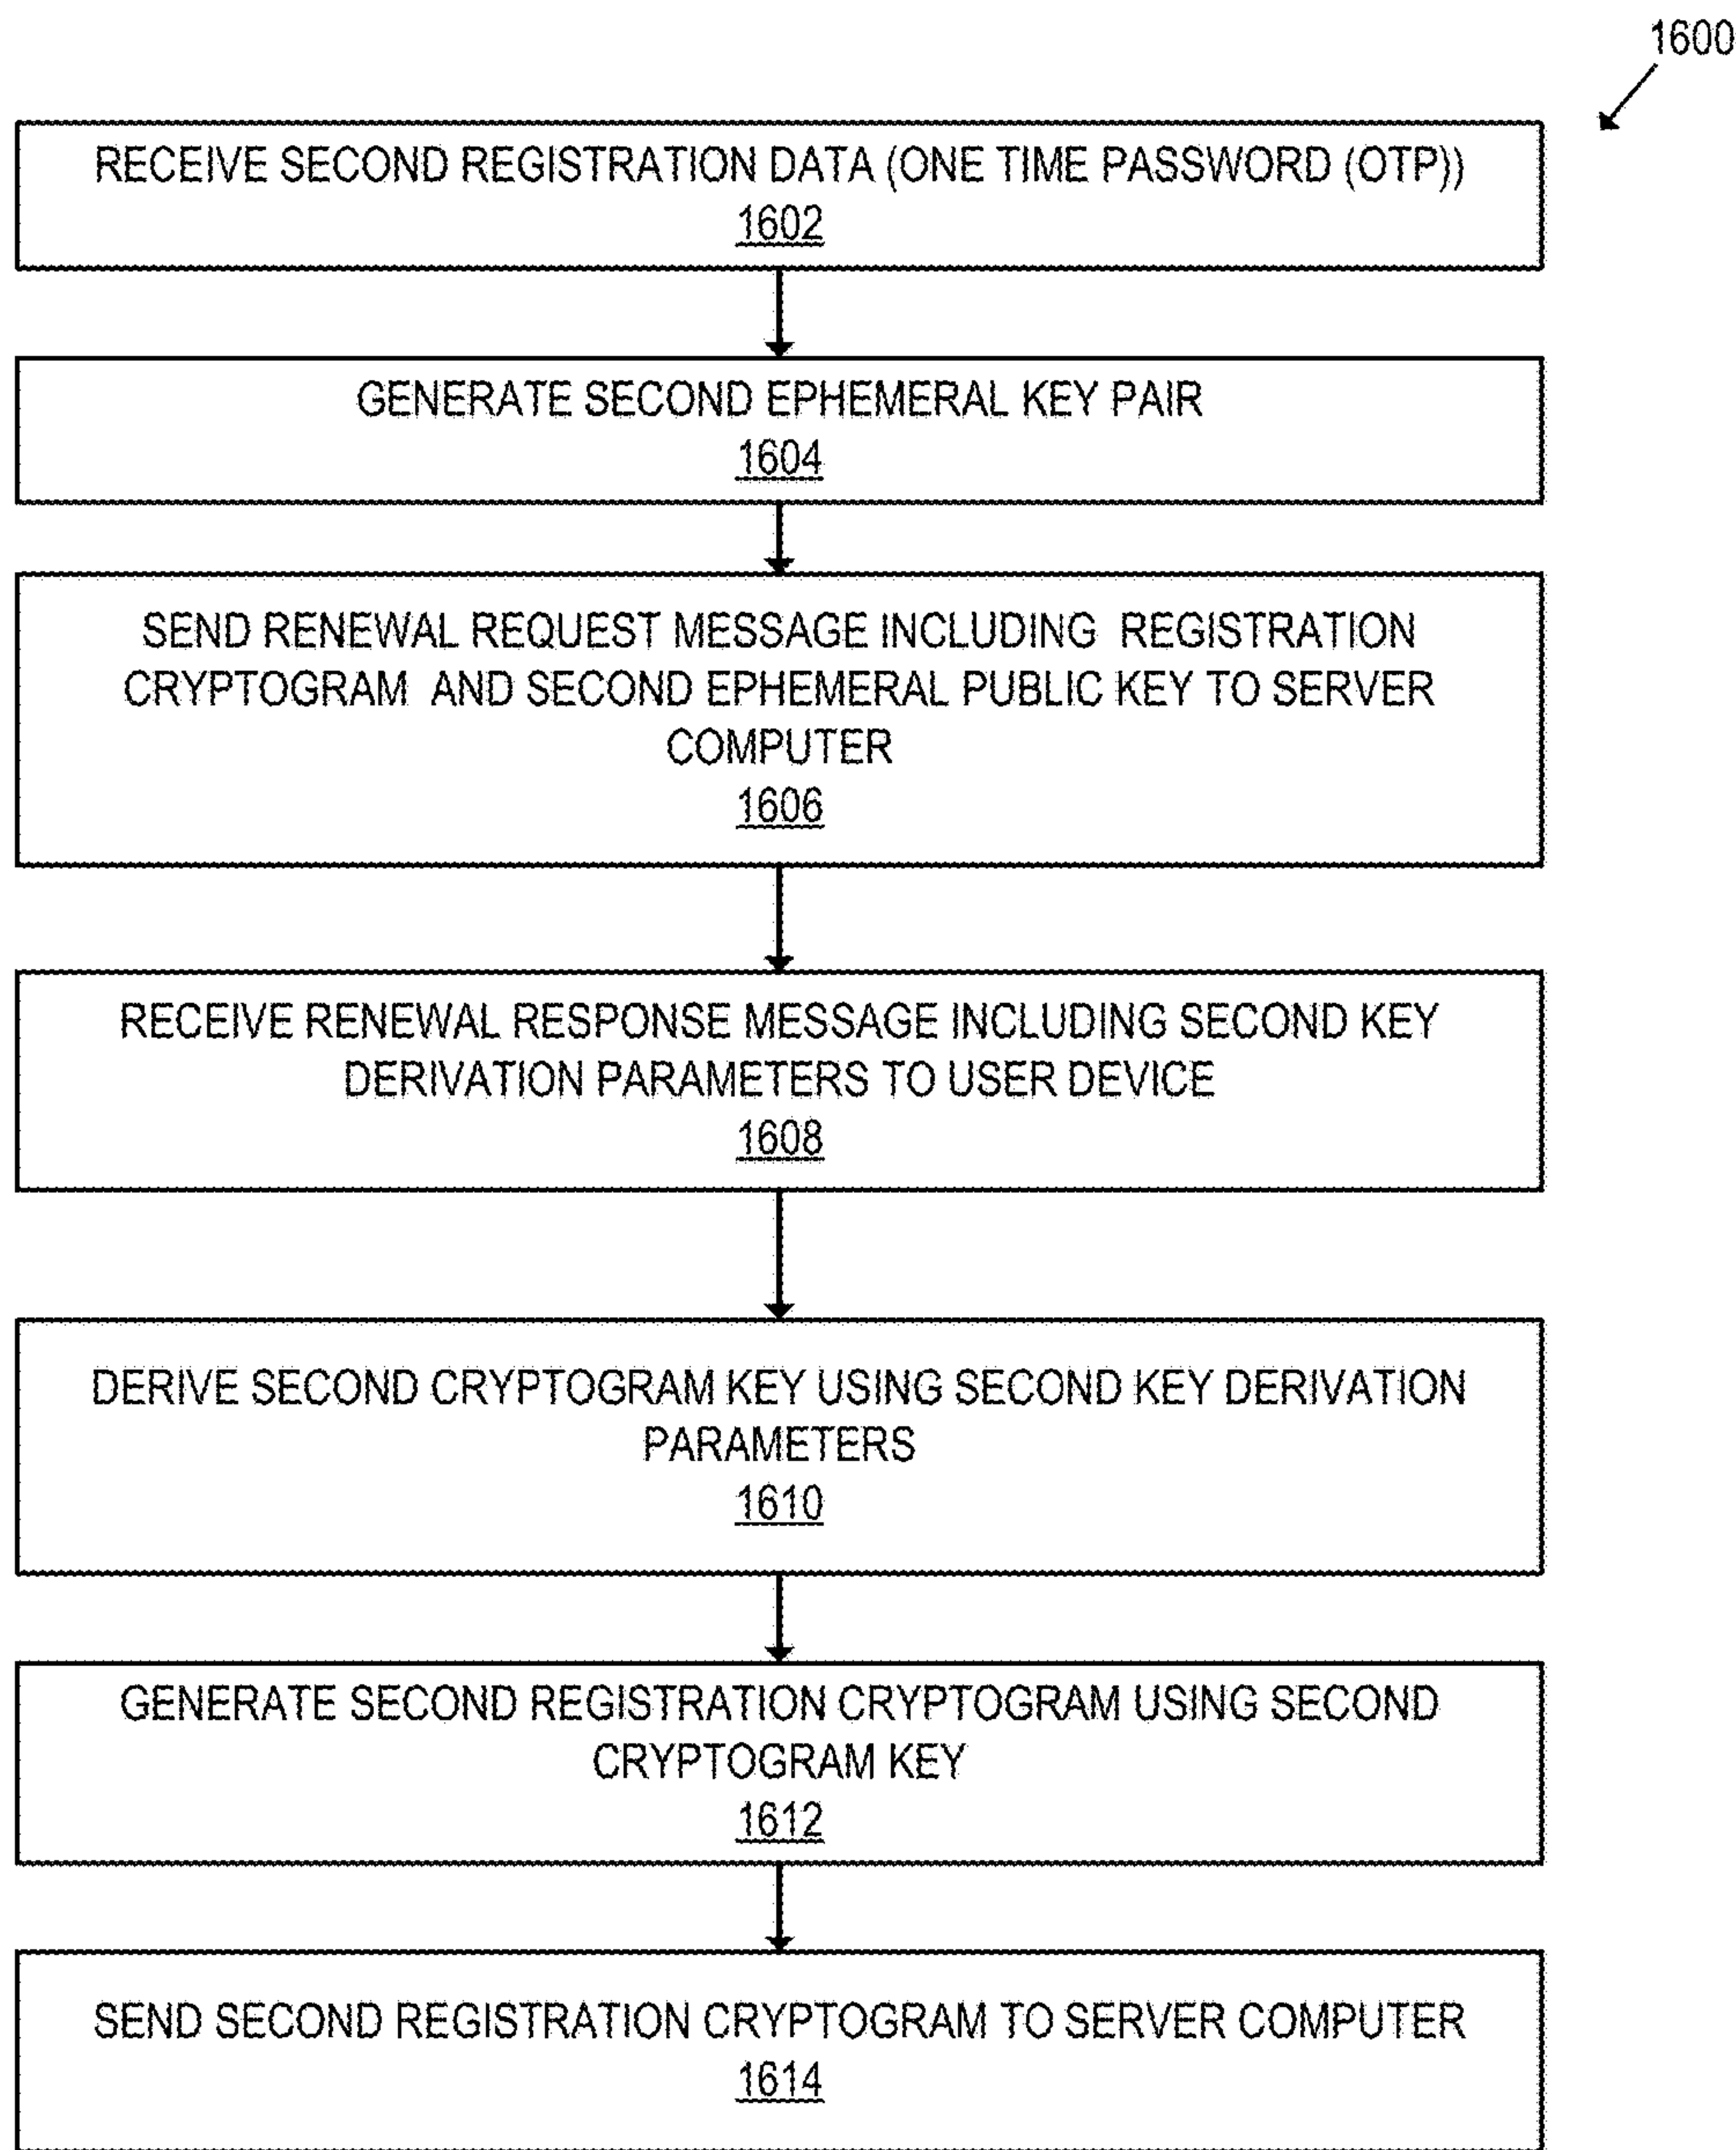 1600
RECEIVE SECOND REGISTRATION DATA (ONE TIME PASSWORD (OTP))
1602
GENERATE SECOND EPHEMERAL KEY PAIR
1604
SEND RENEWAL REQUEST MESSAGE INCLUDING REGISTRATION
CRYPTOGRAM AND SECOND EPHEMERAL PUBLIC KEY TO SERVER
COMPUTER
1606
RECEIVE RENEWAL RESPONSE MESSAGE INCLUDING SECOND KEY
DERIVATION PARAMETERS TO USER DEVICE
1608
DERIVE SECOND CRYPTOGRAM KEY USING SECOND KEY DERIVATION
PARAMETERS
1610
GENERATE SECOND REGISTRATION CRYPTOGRAM USING SECOND
CRYPTOGRAM KEY
1612
SEND SECOND REGISTRATION CRYPTOGRAM TO SERVER COMPUTER
1614